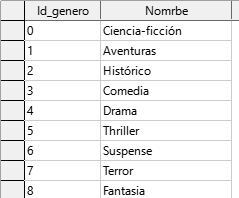 Id_genero Nomrbe
0 Ciencia-ficción
1 Aventuras
2 Histórico
3 Comedia
4 Drama
5 Thriller
6 Suspense
7 Terror
8 Fantasia